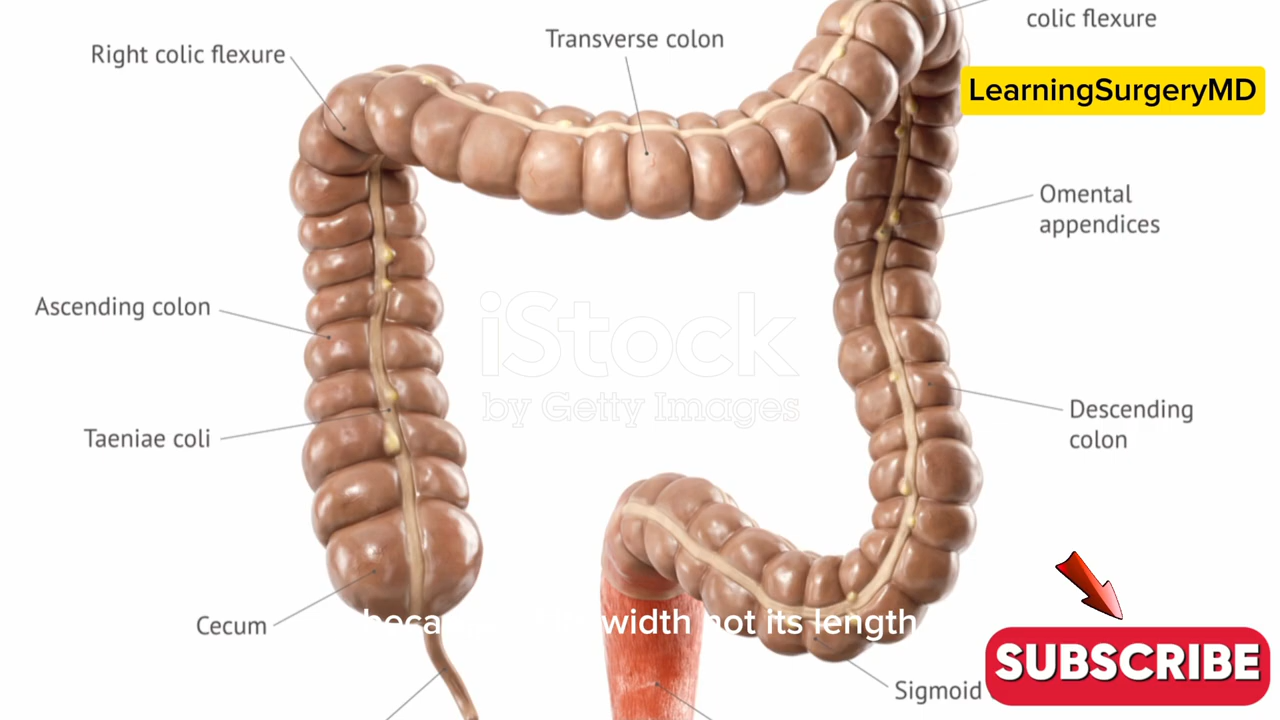 colic flexure
Transverse colon
Right colic flexure
LearningSurgeryMD
Omental
appendices
Ascending colon
iStock
by Getty Images
Descending
colon
Taeniae coli
Cecum
width not its length
SUBSCRIBE
Sigmoid